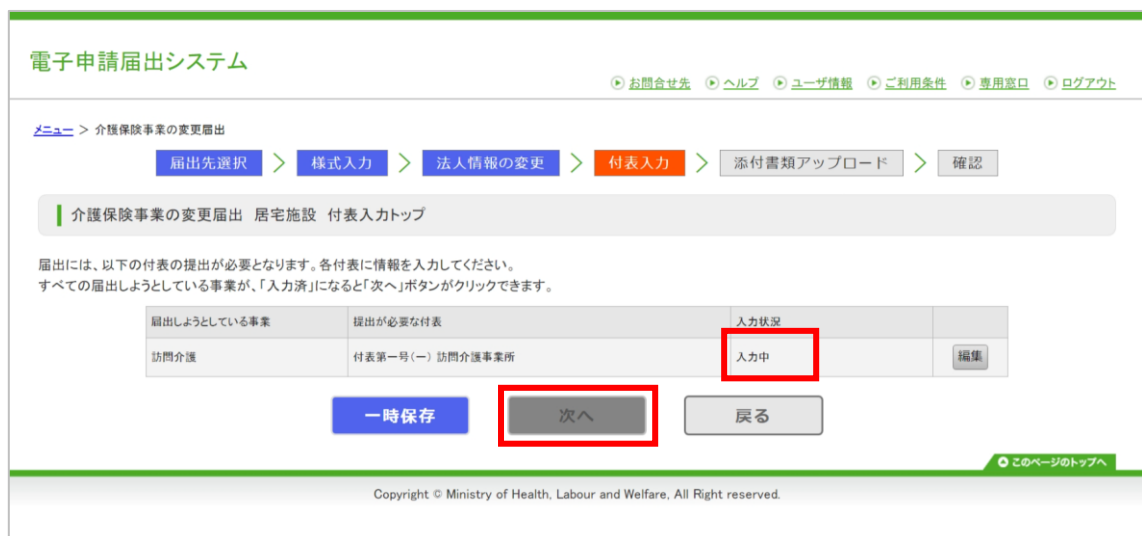 電子申請届出システム
お問合せ先 ヘルプ ユーザ情報 ご利用条件 専用窓口 ログアウト
メニュー > 介護保険事業の変更届出
届出先選択 > 様式入力 > 法人情報の変更 > 付表入力 > 添付書類アップロード > 確認
介護保険事業の変更届出 居宅施設 付表入力トップ
届出には、以下の付表の提出が必要となります。各付表に情報を入力してください。
すべての届出しようとしている事業が、「入力済」になると「次へ」ボタンがクリックできます。
届出しようとしている事業 提出が必要な付表 入力状況
訪問介護 付表第一号(一) 訪問介護事業所 入力中 編集
一時保存 次へ 戻る
このページのトップへ
Copyright © Ministry of Health, Labour and Welfare, All Right reserved.